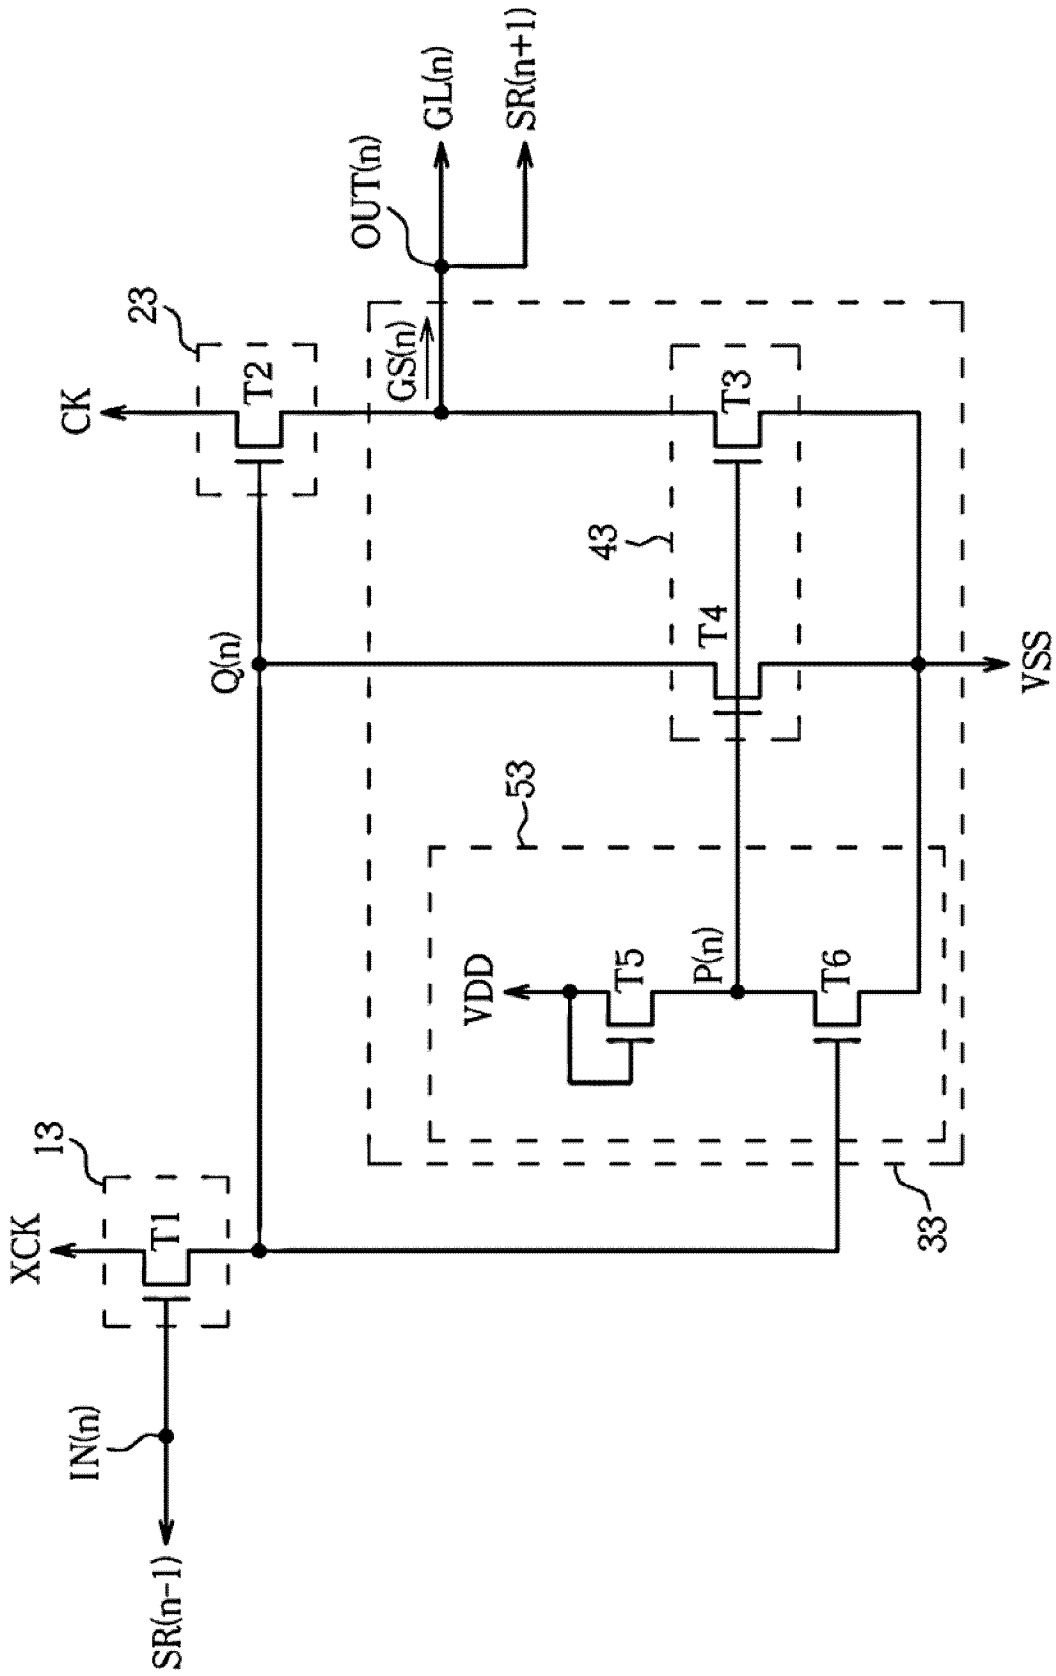 XCK
13
T1
IN(n)
SR(n-1)
Q(n)
CK
23
T2
OUT(n)
GL(n)
SR(n+1)
GS(n)
VDD
53
T5
P(n)
T6
43
T4
T3
33
VSS